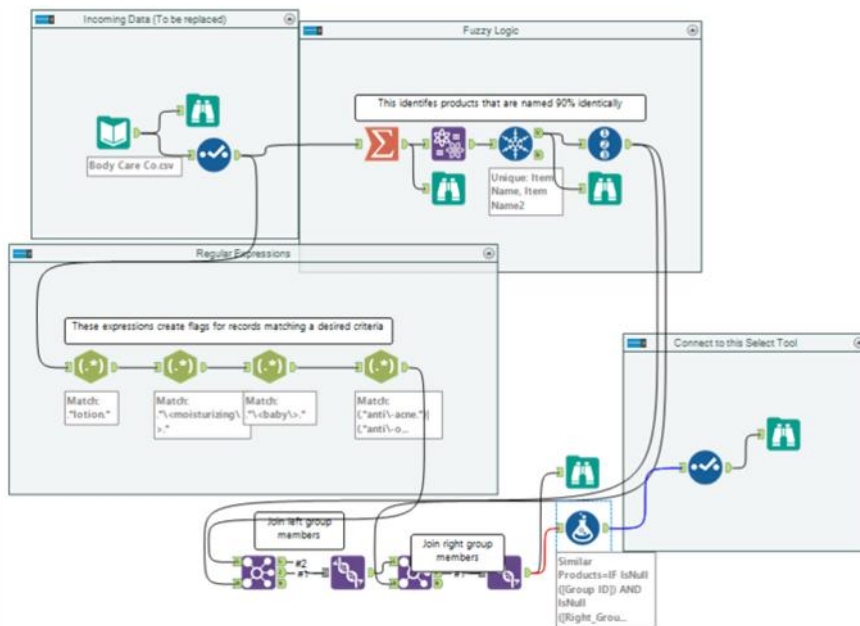 Incoming Data (To be replaced)
Body Care Co.csv
Fuzzy Logic
This identifes products that are named 90% identically
Unique: Item
Name, Item
Name2
Regular Expressions
These expressions create flags for records matching a desired criteria
Match:
.*lotion.*
Match:
.*\<moisturizing\
>.*
Match:
.*\<baby\>.*
Match:
(.*anti\-acne.*)|
(.*anti\-o...
Connect to this Select Tool
Join left group
members
#2
#1
Join right group
members
Similar
Products=IF IsNull
([Group ID]) AND
IsNull
([Right_Grou...